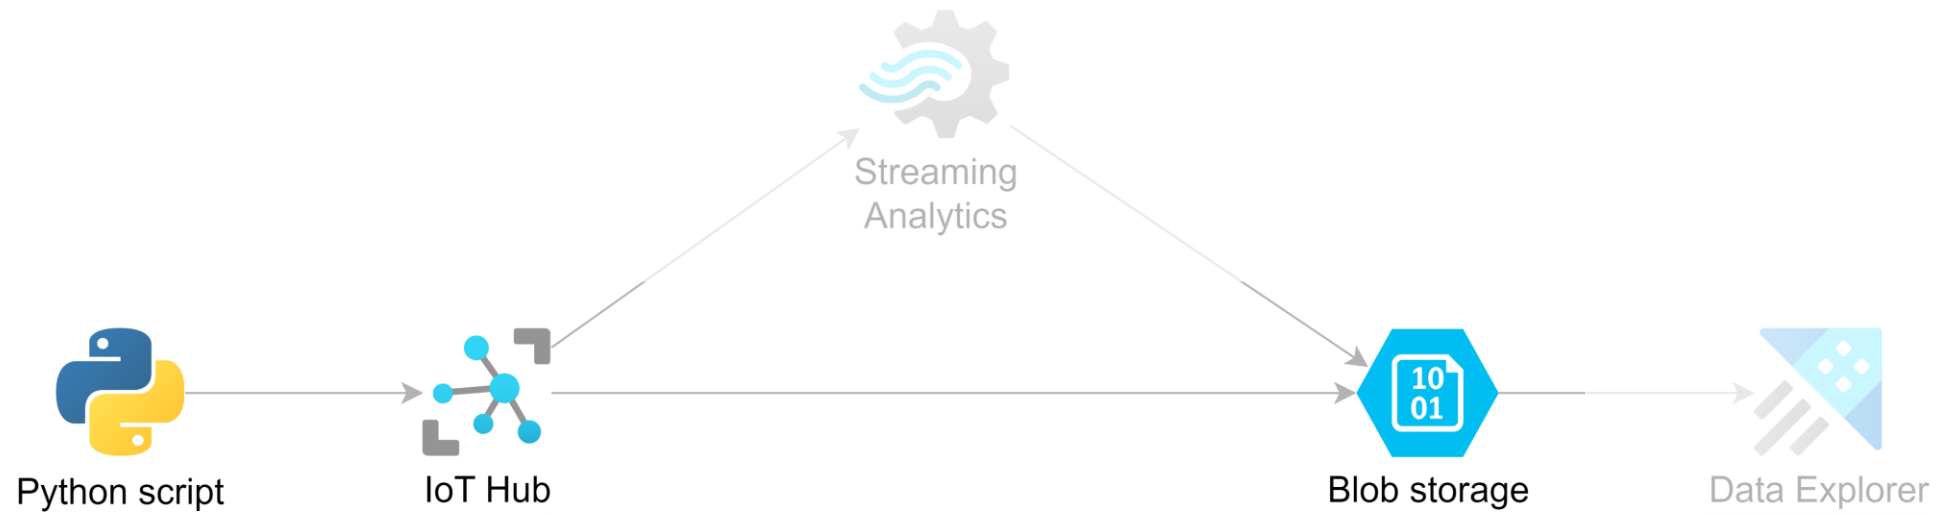 Streaming
Analytics
10
01
Python script
IoT Hub
Blob storage
Data Explorer